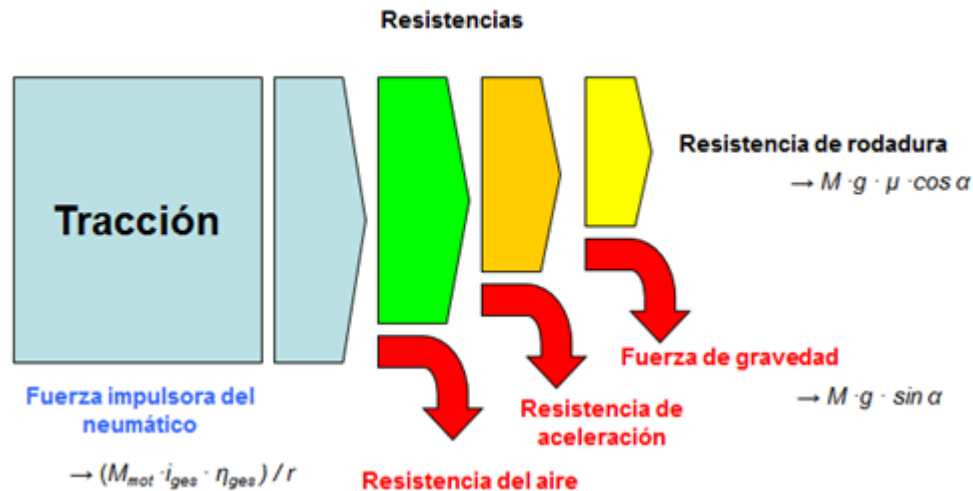 Resistencias
Tracción
Resistencia de rodadura
→ M ·g · μ ·cos α
Fuerza de gravedad
→ M ·g · sin α
Fuerza impulsora del
neumático
→ (Mmot ·iges · ηges) / r
Resistencia de
aceleración
Resistencia del aire